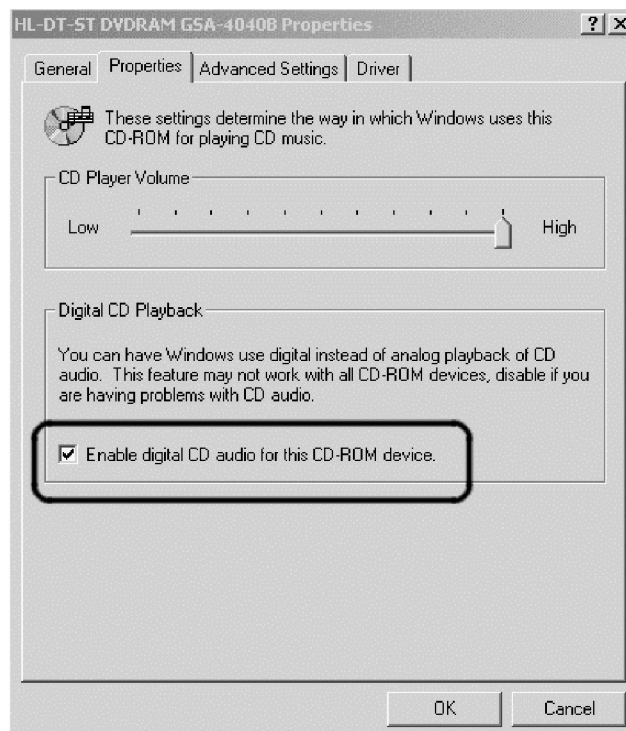 HL-DT-ST DVDRAM GSA-4040B Properties
General Properties Advanced Settings Driver
These settings determine the way in which Windows uses this
CD-ROM for playing CD music.
CD Player Volume
Low High
Digital CD Playback
You can have Windows use digital instead of analog playback of CD
audio. This feature may not work with all CD-ROM devices, disable if you
are having problems with CD audio.
Enable digital CD audio for this CD-ROM device.
OK Cancel